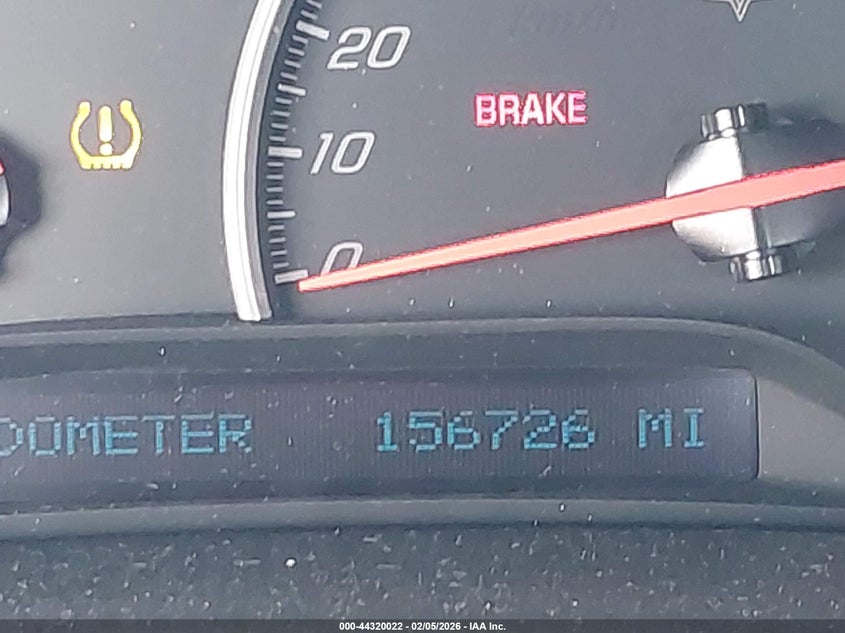 20
BRAKE
10
0
DOMETER 156726 MI
000-44320022 - 02/05/2026 - IAA Inc.